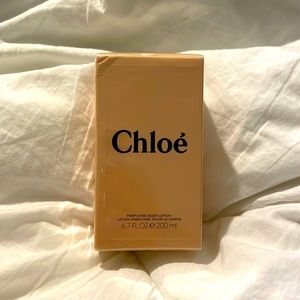 Chloé
PERFUMED BODY LOTION
LOTION PARFUMÉE POUR LE CORPS
6.7 FL.OZ ℮ 200 ml